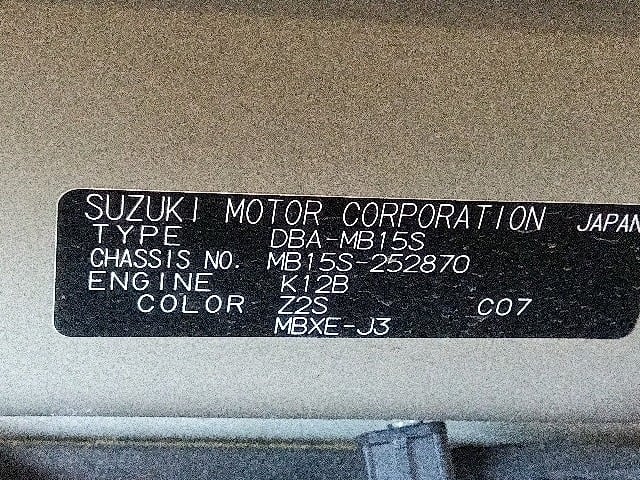 SUZUKI MOTOR CORPORATION JAPAN
TYPE DBA-MB15S
CHASSIS NO. MB15S-252870
ENGINE K12B
COLOR Z2S C07
MBXE-J3